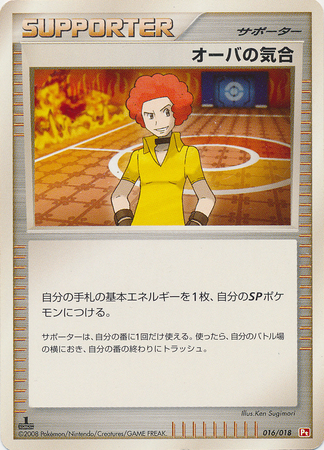 SUPPORTER
サポーター
オーバの気合
自分の手札の基本エネルギーを1枚、自分のSPポケ
モンにつける。
サポーターは、自分の番に1回だけ使える。使ったら、自分のバトル場
の横におき、自分の番の終わりにトラッシュ。
Illus.Ken Sugimori
1
©2008 Pokémon/Nintendo/Creatures/GAME FREAK.
016/018